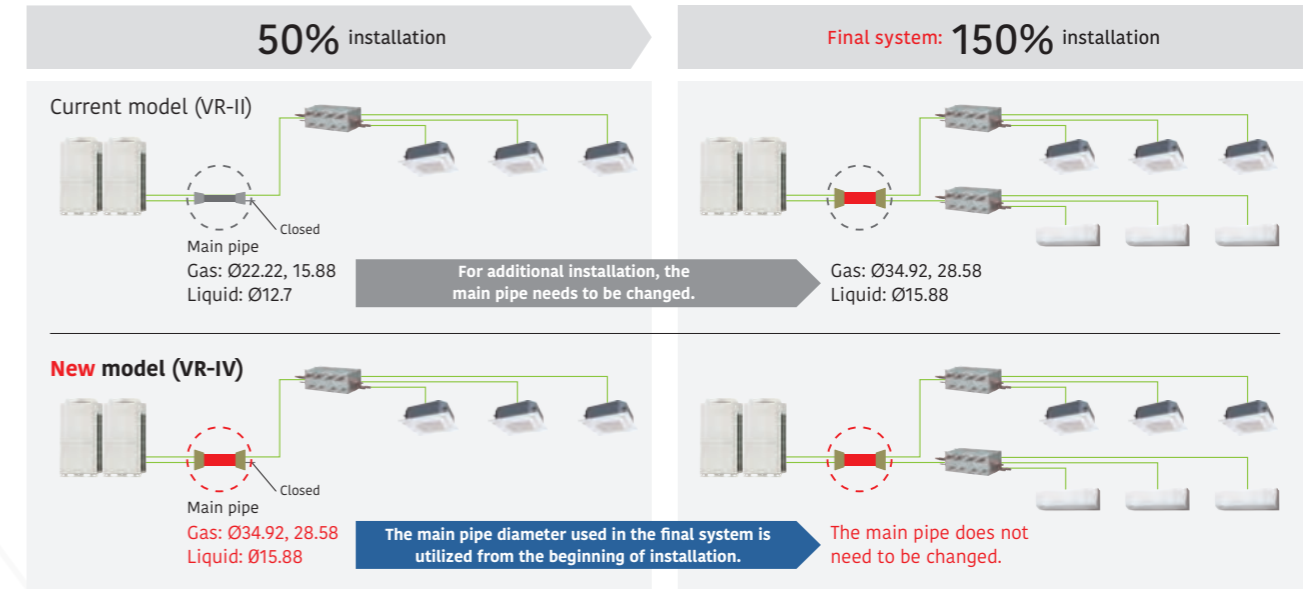 50% installation
Final system: 150% installation
Current model (VR-II)
Closed
Main pipe
Gas: Ø22.22, 15.88
Liquid: Ø12.7
For additional installation, the
main pipe needs to be changed.
Gas: Ø34.92, 28.58
Liquid: Ø15.88
New model (VR-IV)
Closed
Main pipe
Gas: Ø34.92, 28.58
Liquid: Ø15.88
The main pipe diameter used in the final system is
utilized from the beginning of installation.
The main pipe does not
need to be changed.